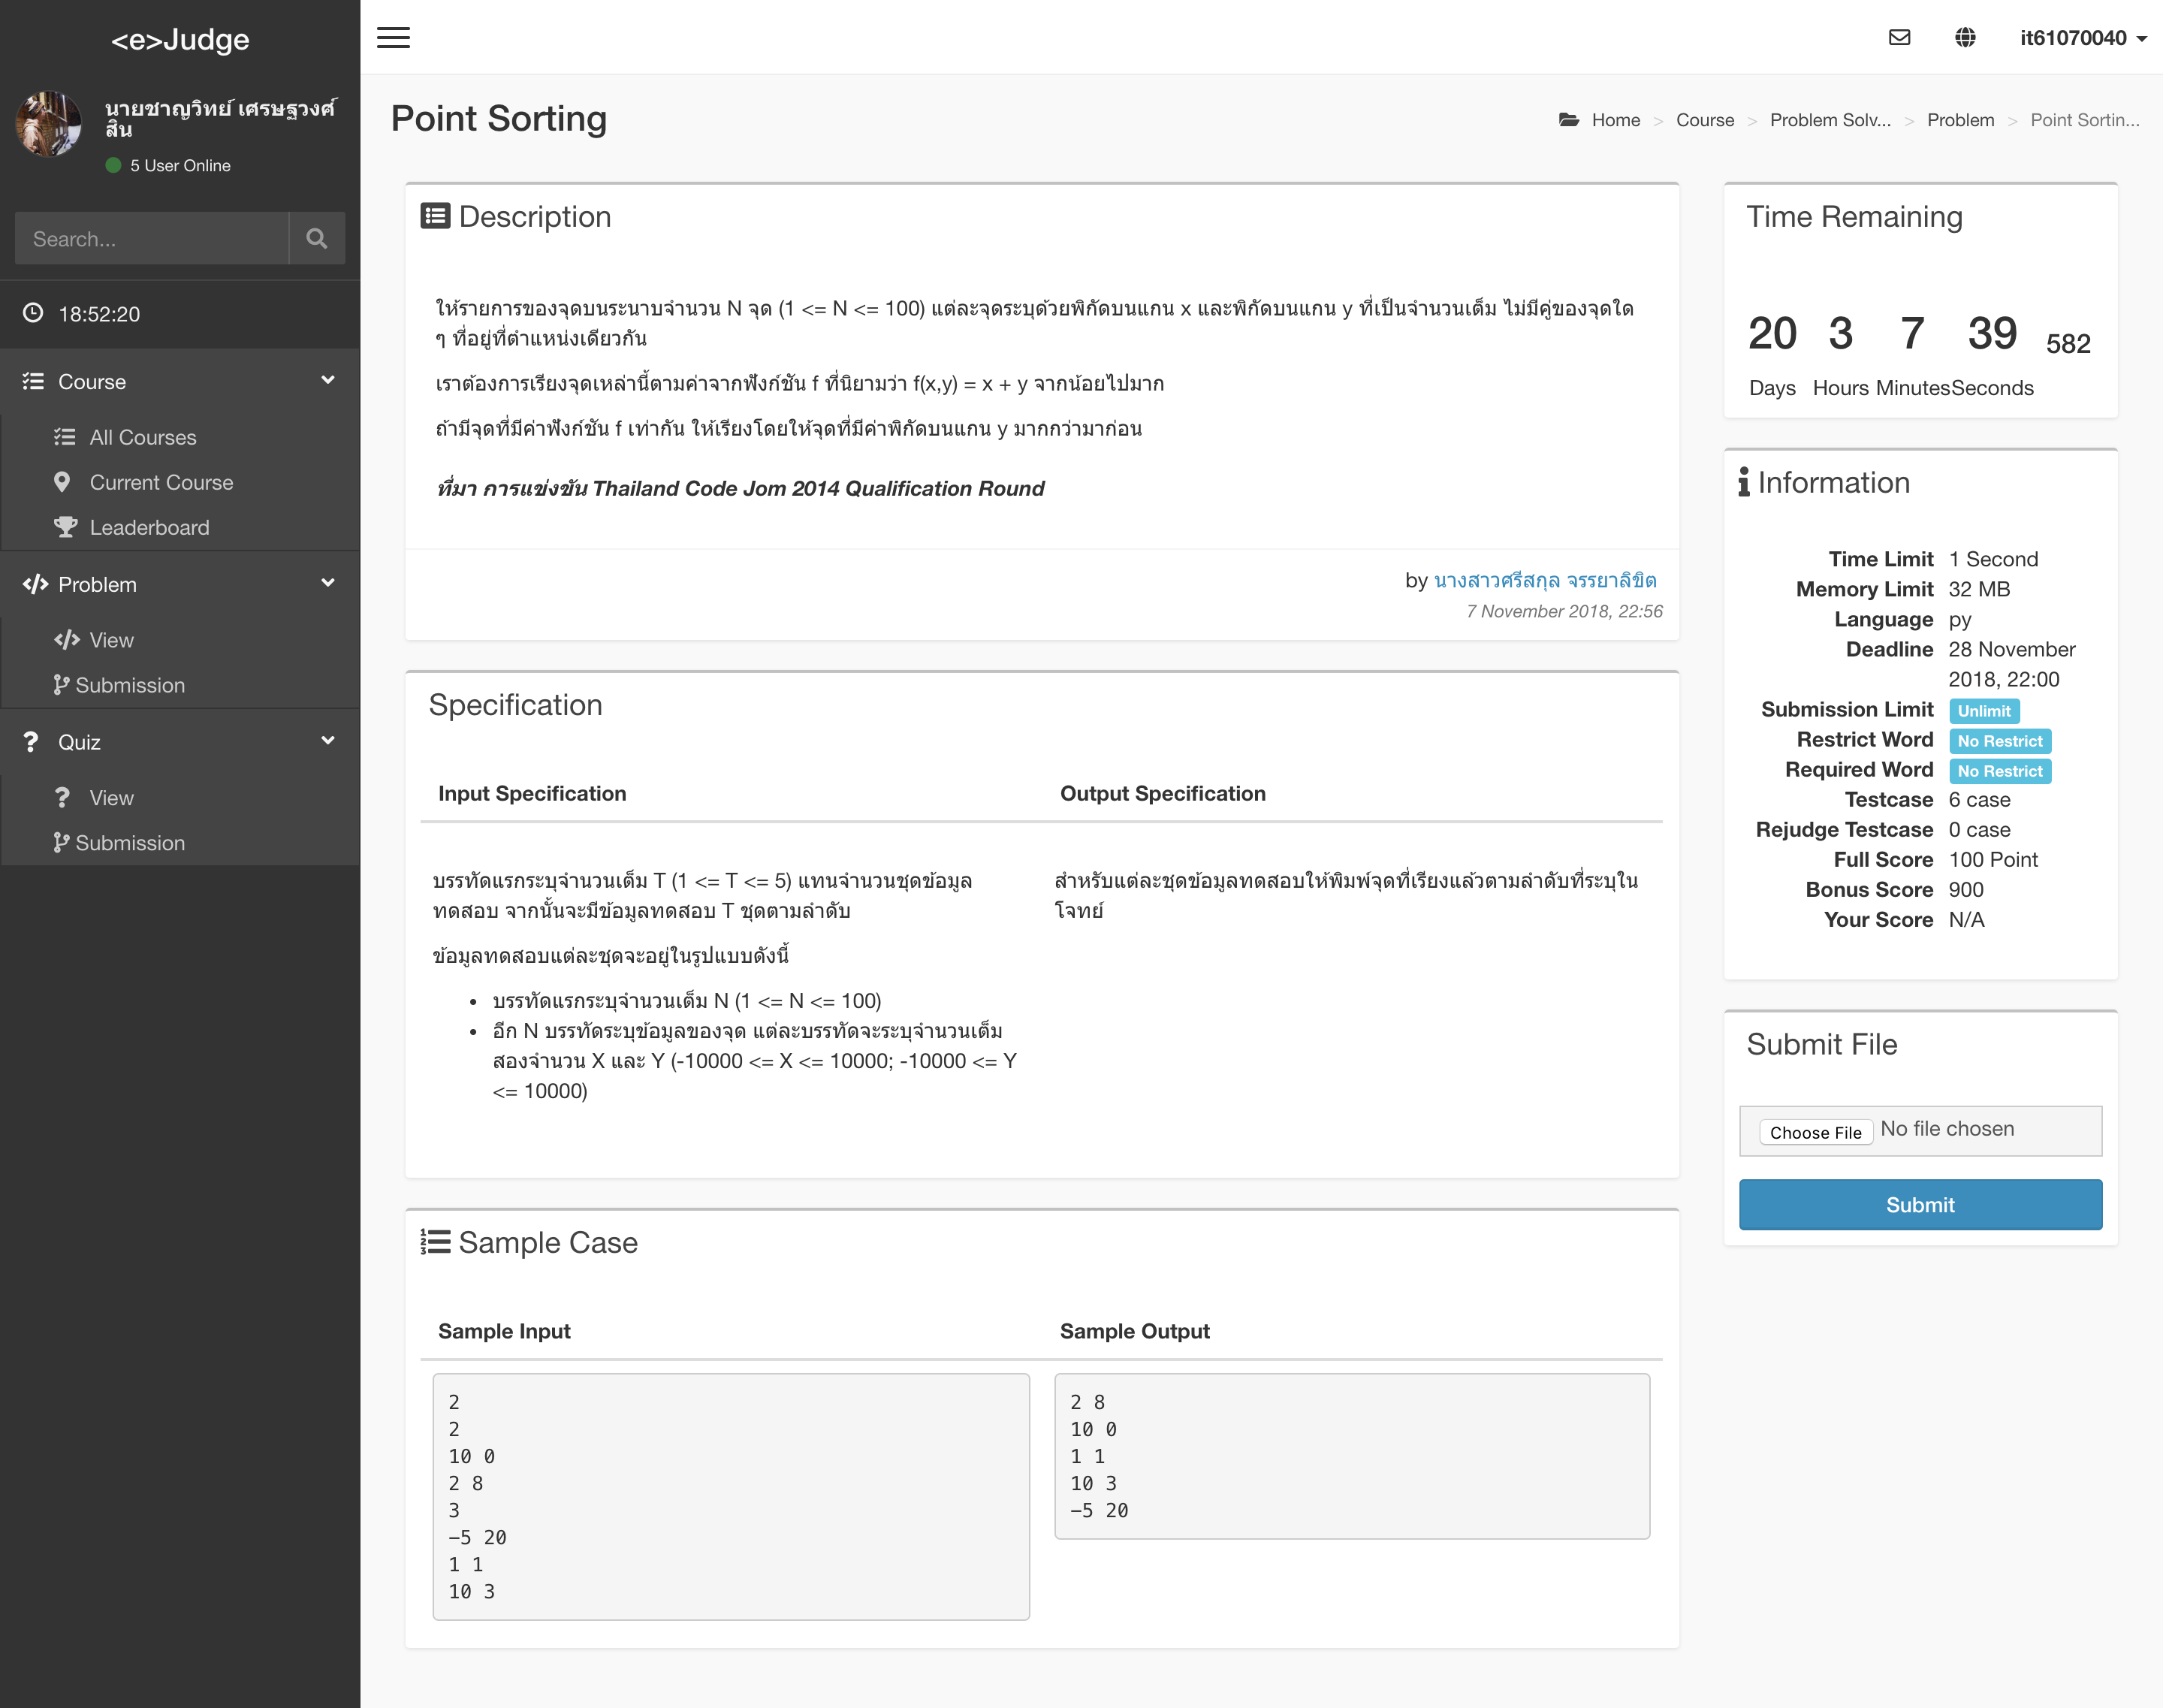 <e>Judge
นายชาญวิทย์ เศรษฐวงศ์
สิน
5 User Online
Search...
18:52:20
Course
All Courses
Current Course
Leaderboard
Problem
View
Submission
Quiz
View
Submission
it61070040
Point Sorting
Home > Course > Problem Solv... > Problem > Point Sortin...
Description
ให้รายการของจุดบนระนาบจำนวน N จุด (1 <= N <= 100) แต่ละจุดระบุด้วยพิกัดบนแกน x และพิกัดบนแกน y ที่เป็นจำนวนเต็ม ไม่มีคู่ของจุดใด
ๆ ที่อยู่ที่ตำแหน่งเดียวกัน
เราต้องการเรียงจุดเหล่านี้ตามค่าจากฟังก์ชัน f ที่นิยามว่า f(x,y) = x + y จากน้อยไปมาก
ถ้ามีจุดที่มีค่าฟังก์ชัน f เท่ากัน ให้เรียงโดยให้จุดที่มีค่าพิกัดบนแกน y มากกว่ามาก่อน
ที่มา การแข่งขัน Thailand Code Jom 2014 Qualification Round
by นางสาวศรีสกุล จรรยาลิขิต
7 November 2018, 22:56
Specification
Input Specification
บรรทัดแรกระบุจำนวนเต็ม T (1 <= T <= 5) แทนจำนวนชุดข้อมูล
ทดสอบ จากนั้นจะมีข้อมูลทดสอบ T ชุดตามลำดับ
ข้อมูลทดสอบแต่ละชุดจะอยู่ในรูปแบบดังนี้
• บรรทัดแรกระบุจำนวนเต็ม N (1 <= N <= 100)
• อีก N บรรทัดระบุข้อมูลของจุด แต่ละบรรทัดจะระบุจำนวนเต็ม
สองจำนวน X และ Y (-10000 <= X <= 10000; -10000 <= Y
<= 10000)
Output Specification
สำหรับแต่ละชุดข้อมูลทดสอบให้พิมพ์จุดที่เรียงแล้วตามลำดับที่ระบุใน
โจทย์
Sample Case
Sample Input
2
2
10 0
2 8
3
-5 20
1 1
10 3
Sample Output
2 8
10 0
1 1
10 3
-5 20
Time Remaining
20 3 7 39 582
Days Hours Minutes Seconds
Information
Time Limit 1 Second
Memory Limit 32 MB
Language py
Deadline 28 November
2018, 22:00
Submission Limit Unlimit
Restrict Word No Restrict
Required Word No Restrict
Testcase 6 case
Rejudge Testcase 0 case
Full Score 100 Point
Bonus Score 900
Your Score N/A
Submit File
Choose File No file chosen
Submit